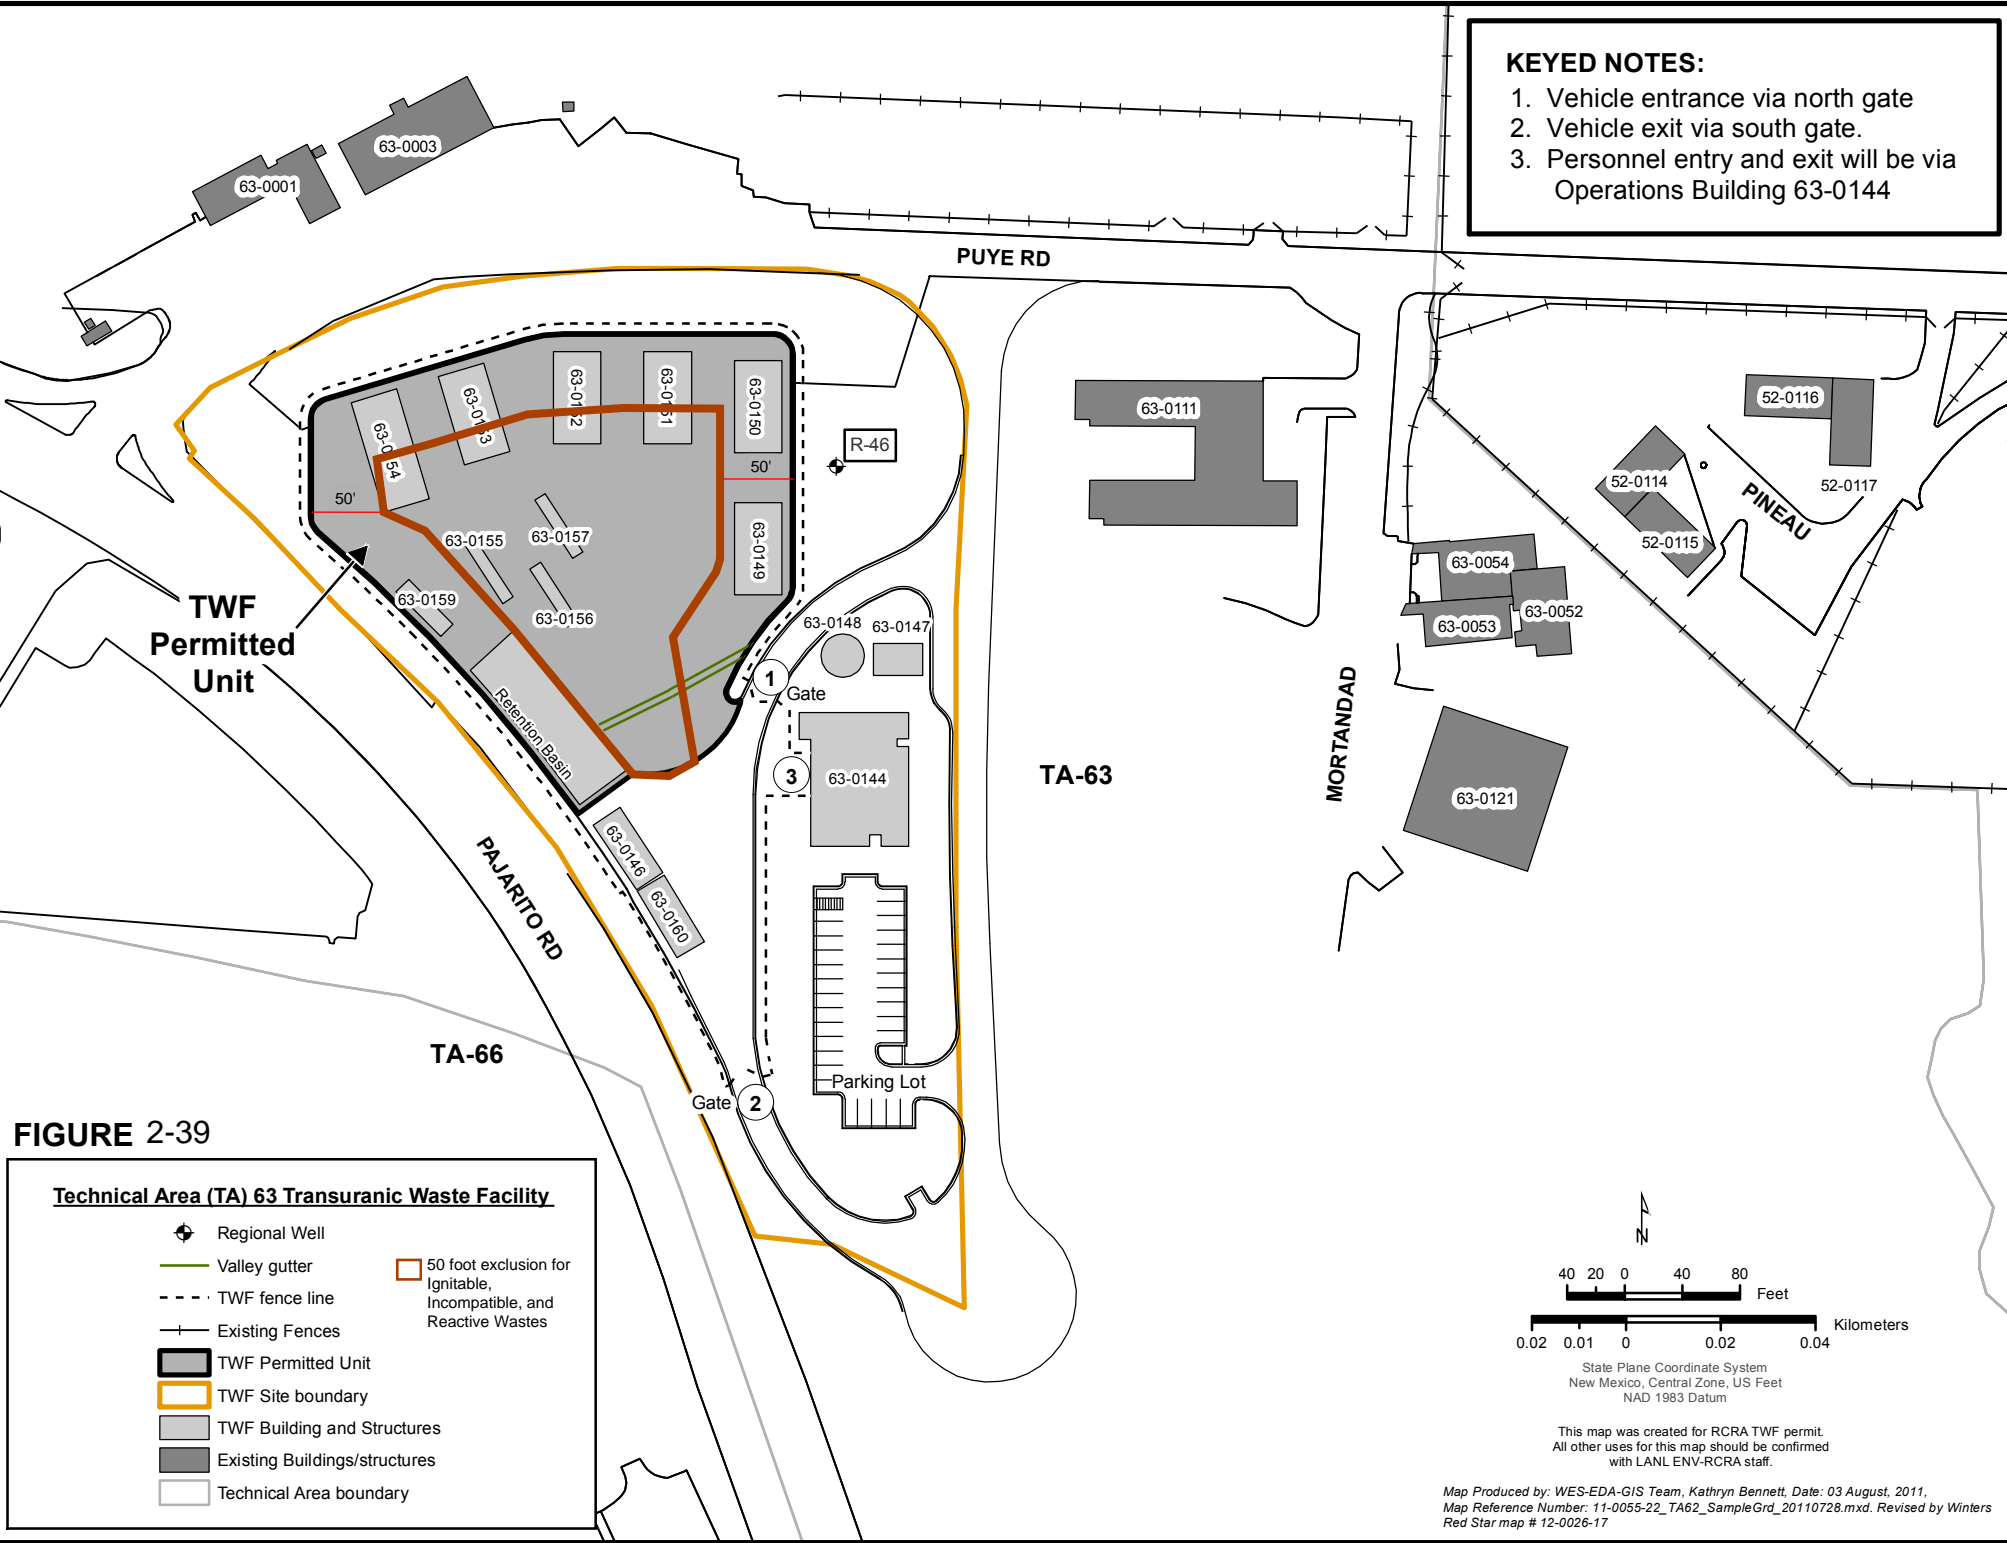 KEYED NOTES:
1. Vehicle entrance via north gate
2. Vehicle exit via south gate.
3. Personnel entry and exit will be via
Operations Building 63-0144
63-0003
63-0001
PUYE RD
63-0154
63-0153
63-0152
63-0151
63-0150
50'
50'
R-46
63-0149
63-0155
63-0157
63-0156
63-0159
TWF
Permitted
Unit
Retention Basin
63-0148
63-0147
1
Gate
3
63-0144
63-0146
63-0160
PAJARITO RD
Parking Lot
Gate
2
TA-63
TA-66
63-0111
MORTANDAD
63-0054
63-0052
63-0053
63-0121
52-0116
52-0117
52-0114
52-0115
PINEAU
FIGURE 2-39
Technical Area (TA) 63 Transuranic Waste Facility
Regional Well
Valley gutter
TWF fence line
Existing Fences
TWF Permitted Unit
TWF Site boundary
TWF Building and Structures
Existing Buildings/structures
Technical Area boundary
50 foot exclusion for
Ignitable,
Incompatible, and
Reactive Wastes
N
40 20 0 40 80
Feet
Kilometers
0.02 0.01 0 0.02 0.04
State Plane Coordinate System
New Mexico, Central Zone, US Feet
NAD 1983 Datum
This map was created for RCRA TWF permit.
All other uses for this map should be confirmed
with LANL ENV-RCRA staff.
Map Produced by: WES-EDA-GIS Team, Kathryn Bennett, Date: 03 August, 2011,
Map Reference Number: 11-0055-22_TA62_SampleGrd_20110728.mxd. Revised by Winters
Red Star map # 12-0026-17